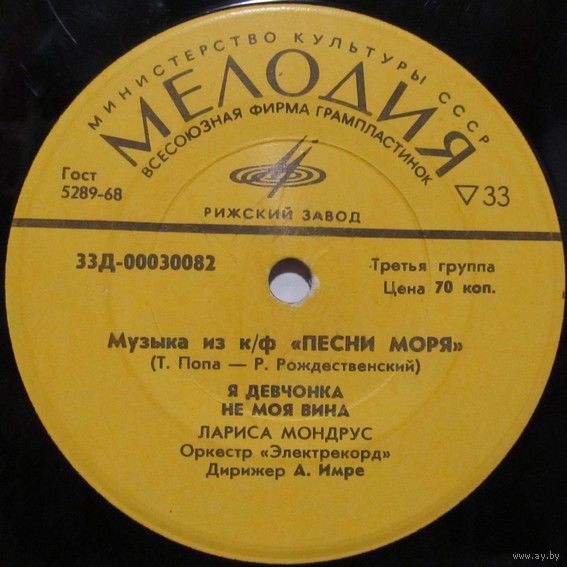 МИНИСТЕРСТВО КУЛЬТУРЫ СССР
МЕЛОДИЯ
ВСЕСОЮЗНАЯ ФИРМА ГРАМПЛАСТИНОК
Гост
5289-68
▽33
РИЖСКИЙ ЗАВОД
33Д-00030082
Третья группа
Цена 70 коп.
Музыка из к/ф «ПЕСНИ МОРЯ»
(Т. Попа — Р. Рождественский)
Я ДЕВЧОНКА
НЕ МОЯ ВИНА
ЛАРИСА МОНДРУС
Оркестр «Электрекорд»
Дирижер А. Имре
www.ay.by